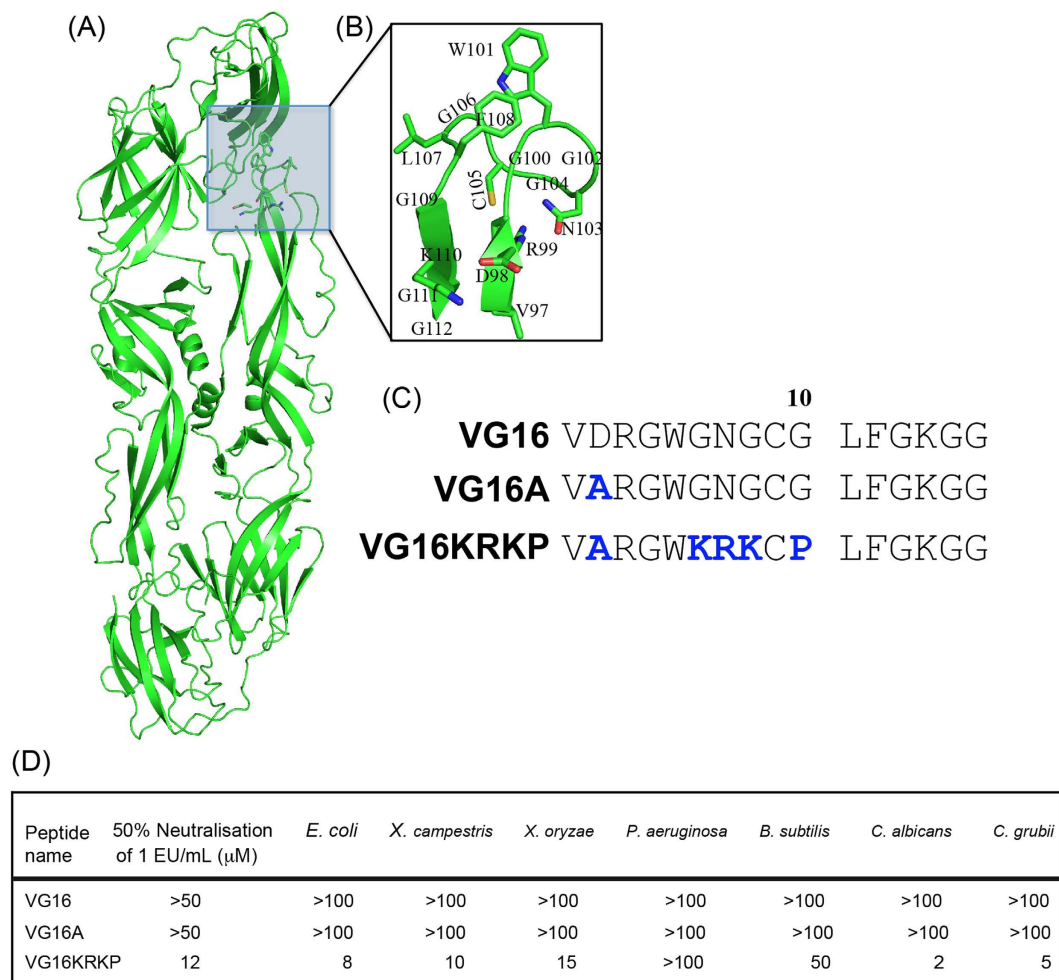 (A)
(B)
W101
G106
F108
L107
G100
G102
C105
G104
G109
N103
R99
K110
D98
G111
V97
G112
(C)
10
VG16 VDRGWGNGCG LFGKGG
VG16A VARGWGNGCG LFGKGG
VG16KRKP VARGWKRKCP LFGKGG
(D)
Peptide name 50% Neutralisation of 1 EU/mL (μM) E. coli X. campestris X. oryzae P. aeruginosa B. subtilis C. albicans C. grubii
VG16 >50 >100 >100 >100 >100 >100 >100 >100
VG16A >50 >100 >100 >100 >100 >100 >100 >100
VG16KRKP 12 8 10 15 >100 50 2 5